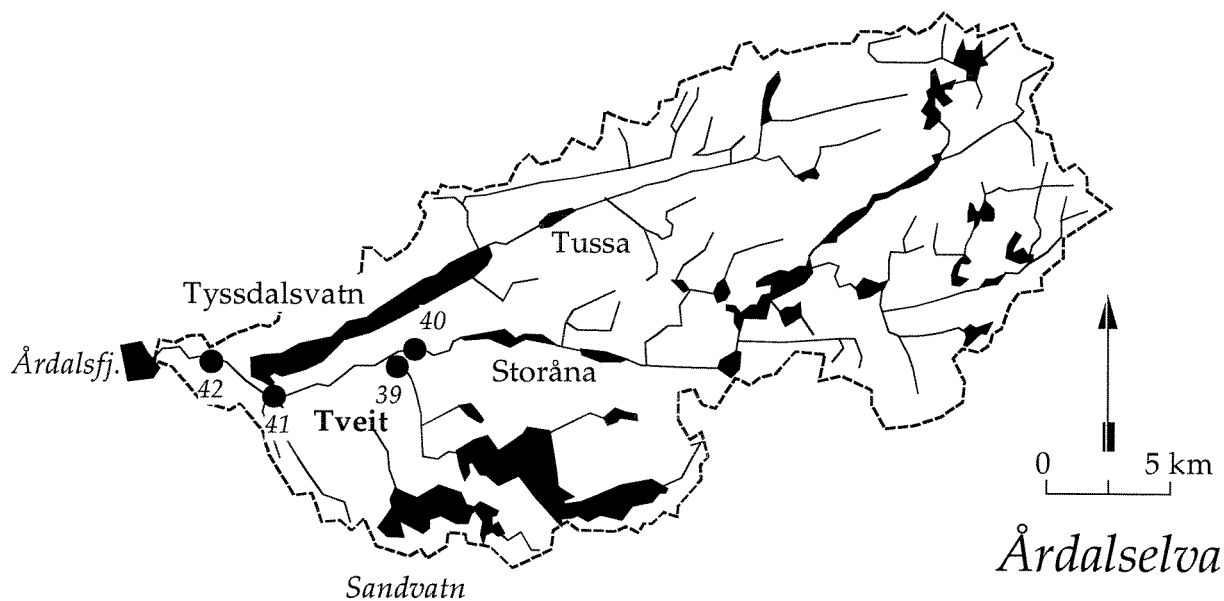 Tussa
Tyssdalsvatn
40
Årdalsfj.
42
39
Storåna
41
Tveit
0 5 km
Årdalselva
Sandvatn